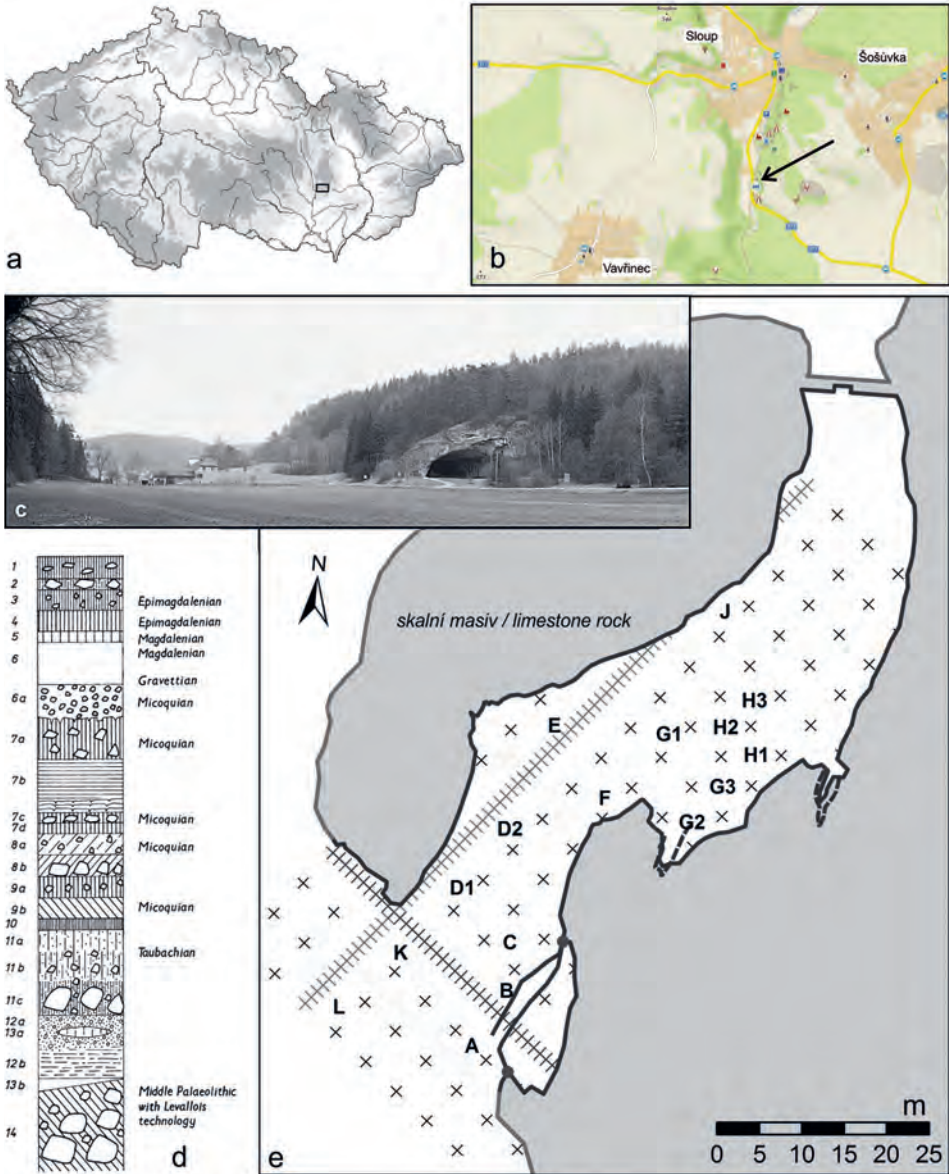 a
Sloup
Šošůvka
Vavřinec
b
c
1
2
3 Epimagdalenian
4 Epimagdalenian
5 Magdalenian
6 Magdalenian
Gravettian
6a Micoquian
7a Micoquian
7b
7c Micoquian
7d
8a Micoquian
8b
9a
9b Micoquian
10
11a Taubachian
11b
11c
12a
13a
12b
13b
14 Middle Palaeolithic
with Levallois
technology
d
N
skalní masiv / limestone rock
J
H3
E
G1
H2
H1
G3
F
G2
D2
D1
C
K
B
L
A
m
0 5 10 15 20 25
e